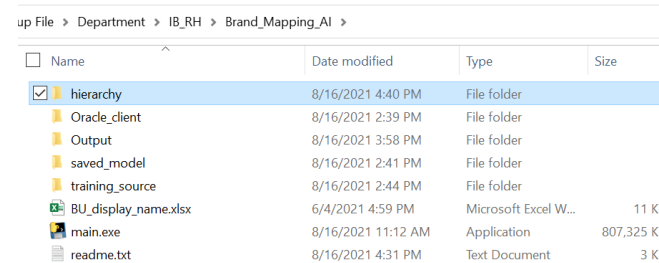 up File > Department > IB_RH > Brand_Mapping_AI >
Name Date modified Type Size
hierarchy 8/16/2021 4:40 PM File folder
Oracle_client 8/16/2021 2:39 PM File folder
Output 8/16/2021 3:58 PM File folder
saved_model 8/16/2021 2:41 PM File folder
training_source 8/16/2021 2:44 PM File folder
BU_display_name.xlsx 6/4/2021 4:59 PM Microsoft Excel W... 11 K
main.exe 8/16/2021 11:12 AM Application 807,325 K
readme.txt 8/16/2021 4:31 PM Text Document 3 K